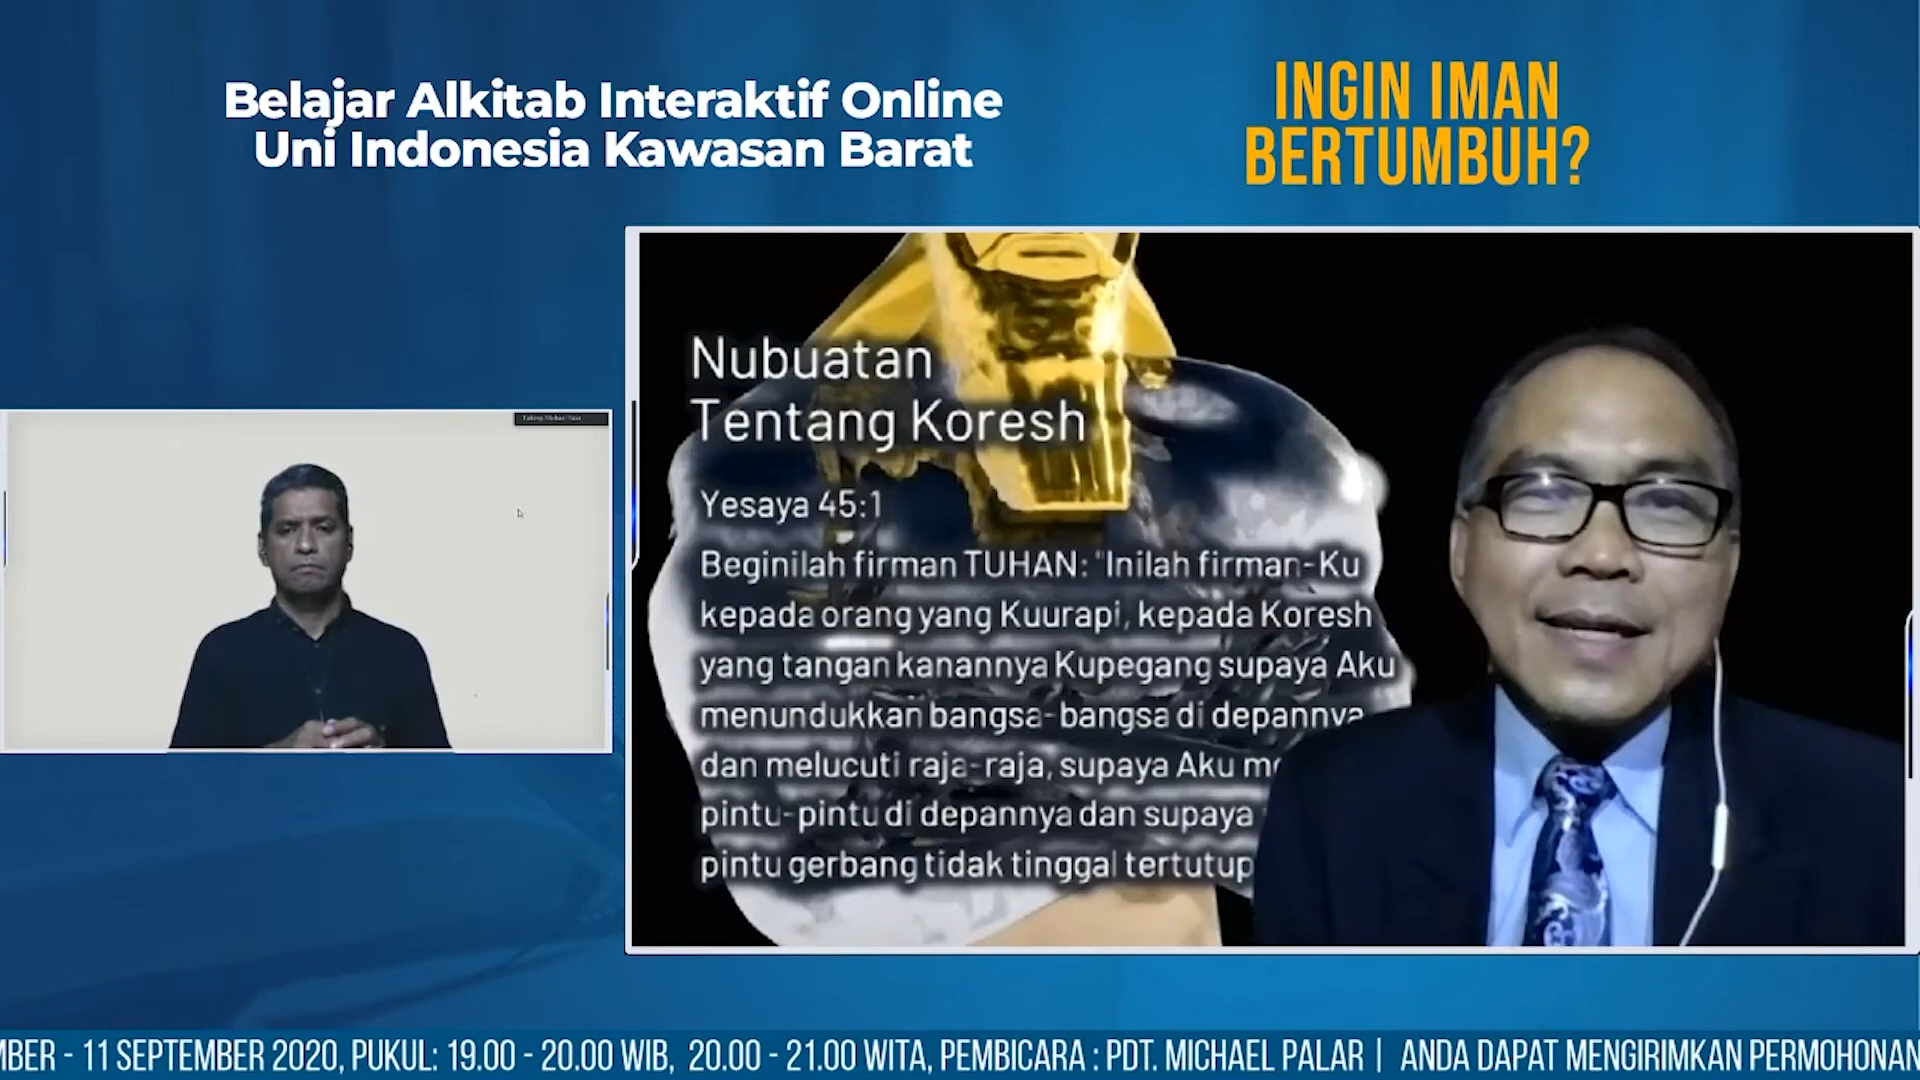 Belajar Alkitab Interaktif Online
Uni Indonesia Kawasan Barat
INGIN IMAN
BERTUMBUH?
Nubuatan
Tentang Koresh
Yesaya 45:1
Beginilah firman TUHAN: "Inilah firman-Ku
kepada orang yang Kuurapi, kepada Koresh
yang tangan kanannya Kupegang supaya Aku
menundukkan bangsa-bangsa di depannya
dan melucuti raja-raja, supaya Aku
pintu-pintu di depannya dan supaya
pintu gerbang tidak tinggal tertutup
MBER - 11 SEPTEMBER 2020, PUKUL: 19.00 - 20.00 WIB, 20.00 - 21.00 WITA, PEMBICARA : PDT. MICHAEL PALAR | ANDA DAPAT MENGIRIMKAN PERMOHONAN